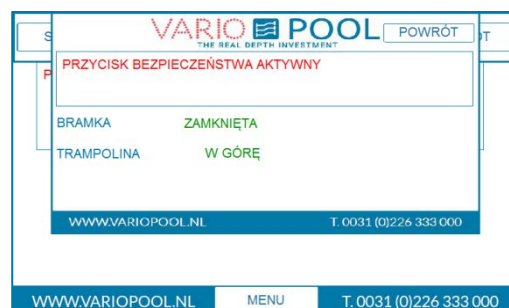 VARIO POOL
THE REAL DEPTH INVESTMENT
POWRÓT
PRZYCISK BEZPIECZEŃSTWA AKTYWNY
BRAMKA ZAMKNIĘTA
TRAMPOLINA W GÓRĘ
WWW.VARIOPOOL.NL T. 0031 (0)226 333 000
WWW.VARIOPOOL.NL MENU T. 0031 (0)226 333 000